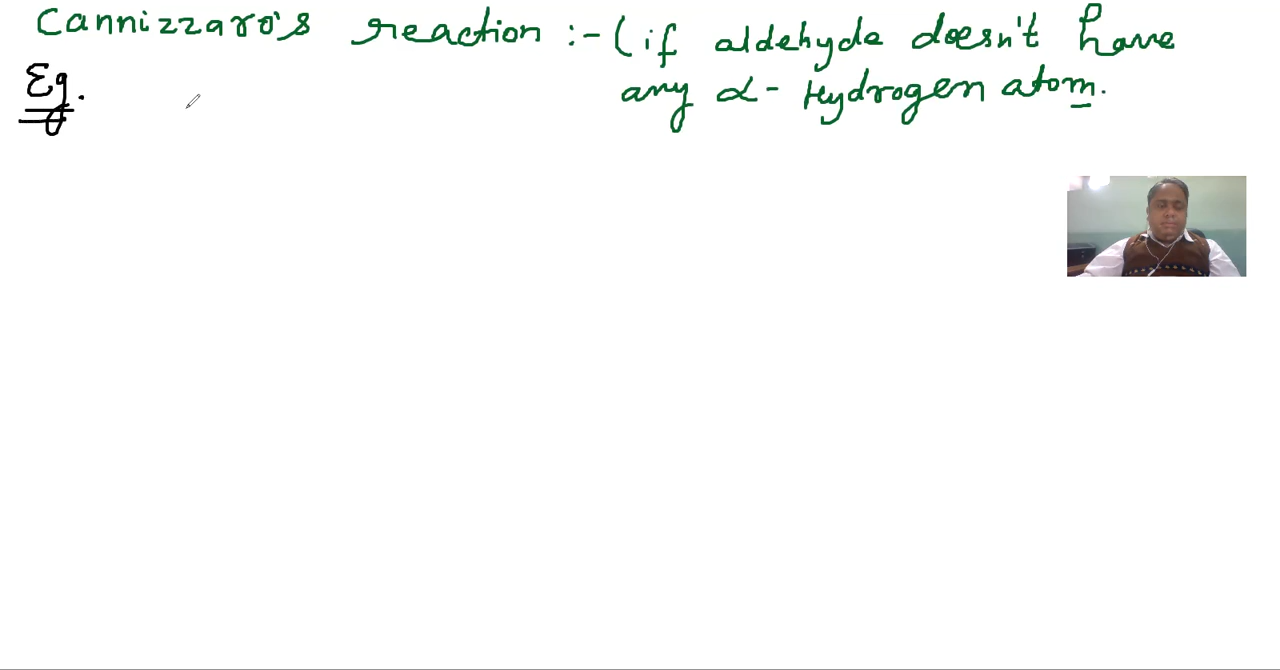 Cannizzaro's reaction :- (if aldehyde doesn't have
any α- Hydrogen atom.
Eg.